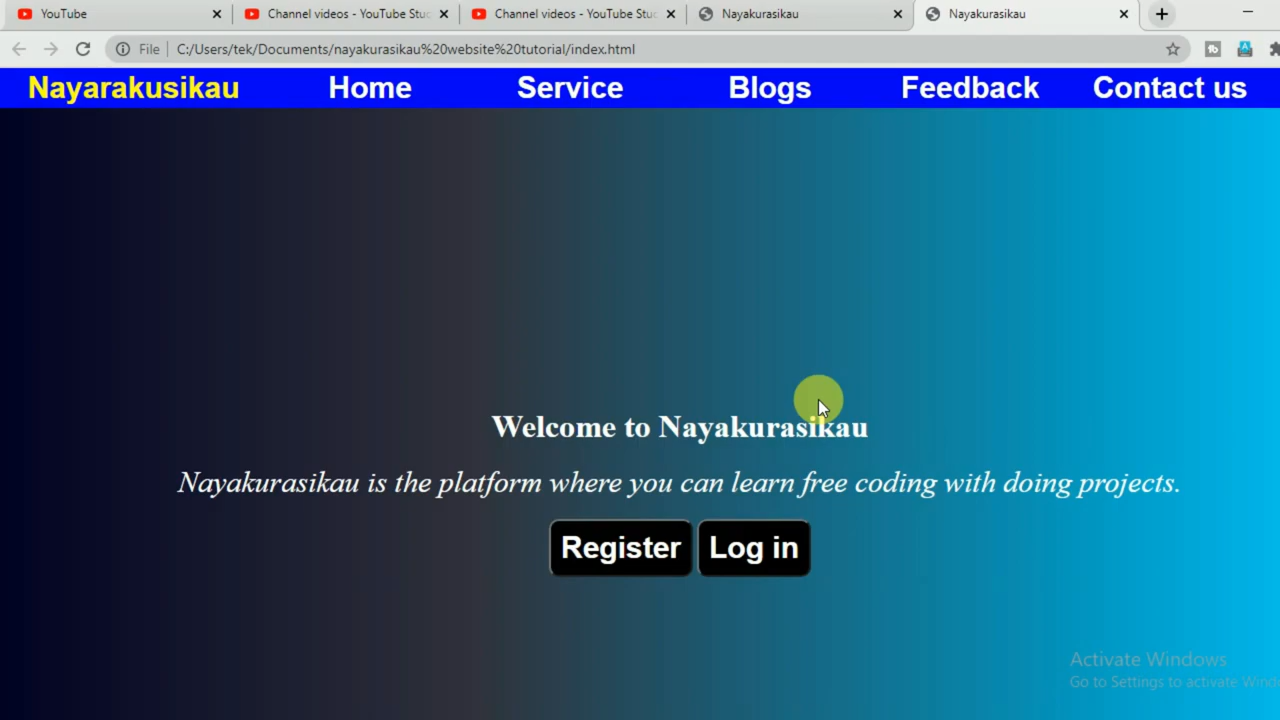 YouTube Channel videos - YouTube Stu Channel videos - YouTube Stu Nayakurasikau Nayakurasikau
File C:/Users/tek/Documents/nayakurasikau%20website%20tutorial/index.html
Nayarakusikau Home Service Blogs Feedback Contact us
Welcome to Nayakurasikau
Nayakurasikau is the platform where you can learn free coding with doing projects.
Register Log in
Activate Windows
Go to Settings to activate Wind